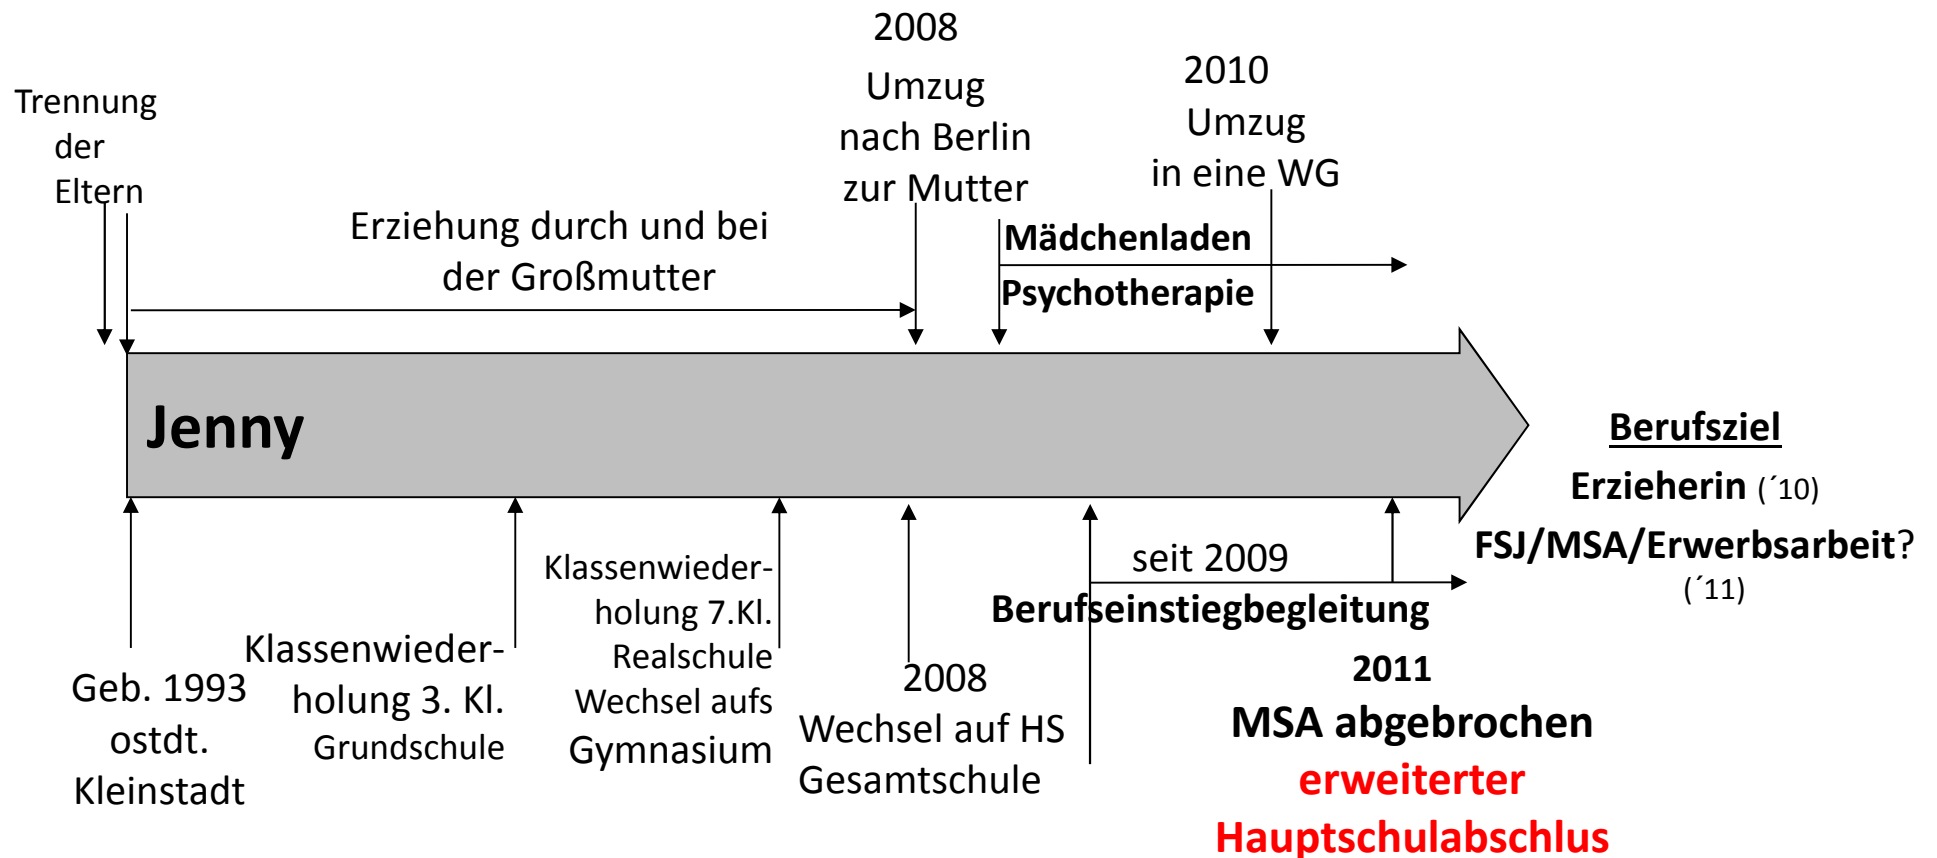 Trennung
der
Eltern
Erziehung durch und bei
der Großmutter
2008
Umzug
nach Berlin
zur Mutter
Mädchenladen
Psychotherapie
2010
Umzug
in eine WG
Jenny
Berufsziel
Erzieherin (´10)
FSJ/MSA/Erwerbsarbeit?
(´11)
Geb. 1993
ostdt.
Kleinstadt
Klassenwieder-
holung 3. Kl.
Grundschule
Klassenwieder-
holung 7.Kl.
Realschule
Wechsel aufs
Gymnasium
2008
Wechsel auf HS
Gesamtschule
seit 2009
Berufseinstiegbegleitung
2011
MSA abgebrochen
erweiterter
Hauptschulabschlus